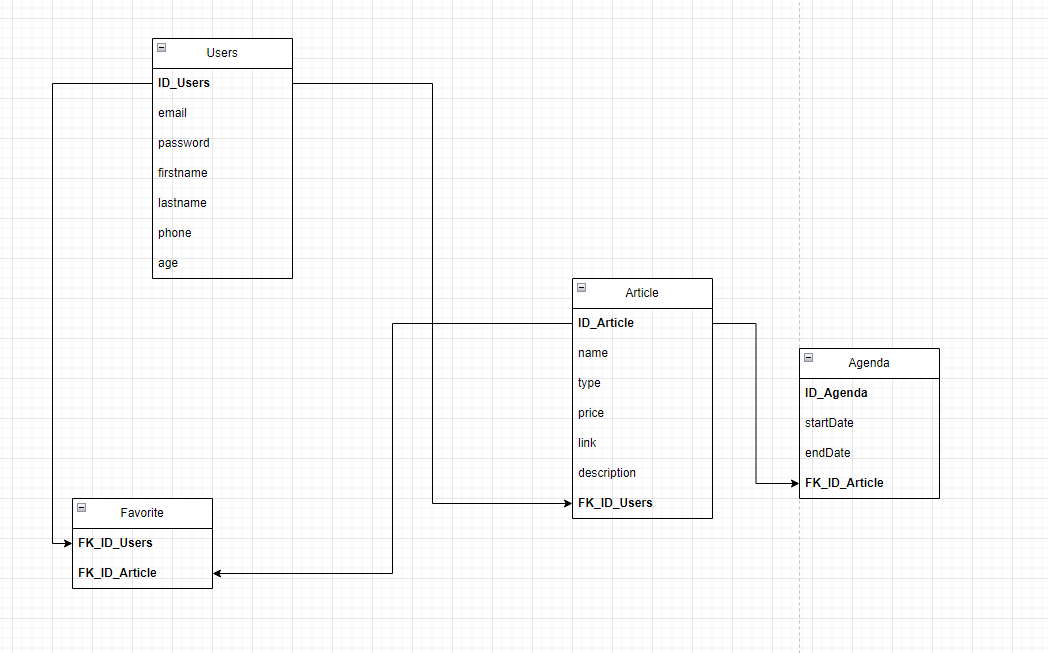 Users
ID_Users
email
password
firstname
lastname
phone
age
Article
ID_Article
name
type
price
link
description
FK_ID_Users
Agenda
ID_Agenda
startDate
endDate
FK_ID_Article
Favorite
FK_ID_Users
FK_ID_Article